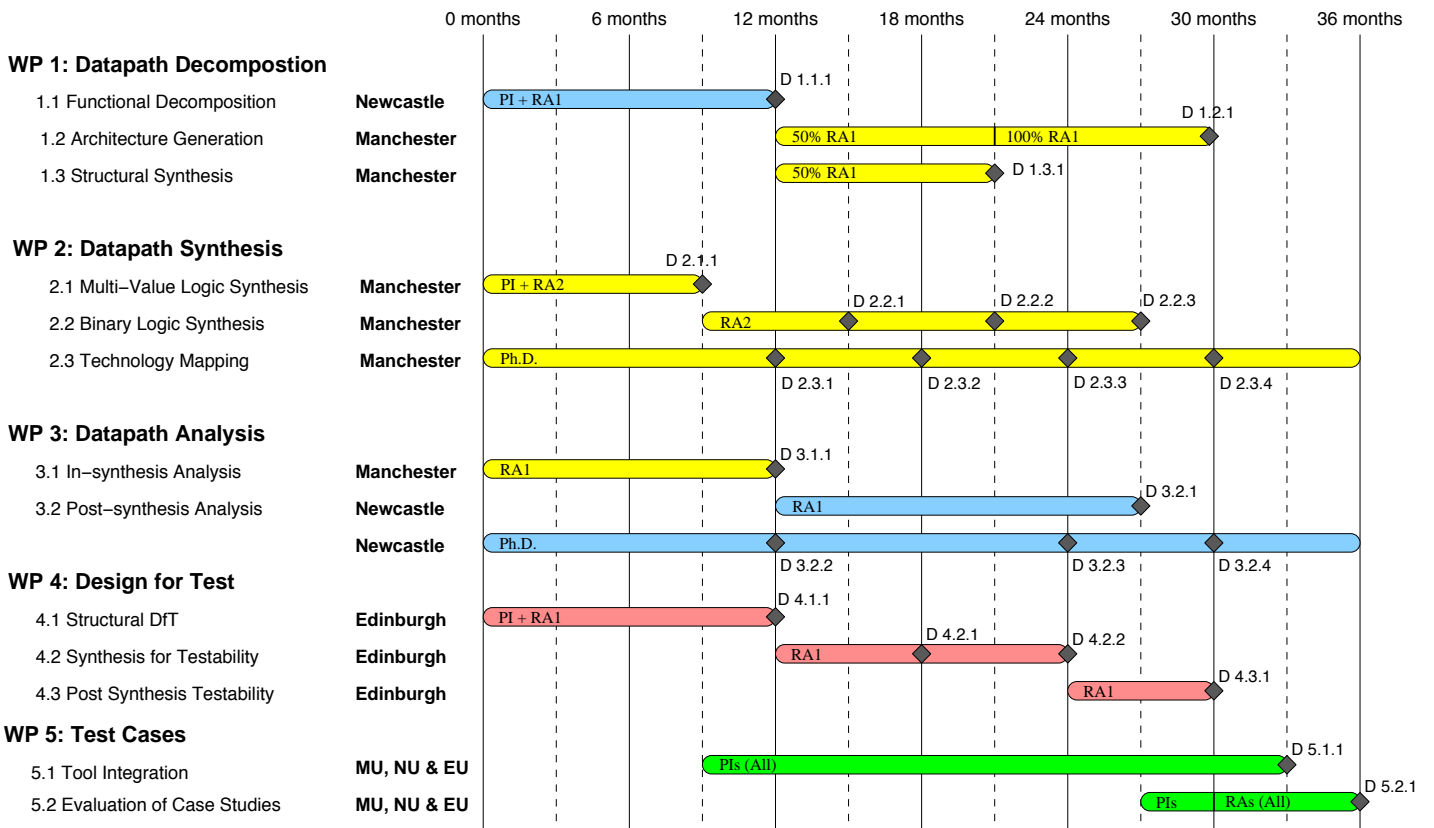 0 months 6 months 12 months 18 months 24 months 30 months 36 months
WP 1: Datapath Decompostion
D 1.1.1
1.1 Functional Decomposition Newcastle PI + RA1
D 1.2.1
1.2 Architecture Generation Manchester 50% RA1 100% RA1
1.3 Structural Synthesis Manchester 50% RA1 D 1.3.1
WP 2: Datapath Synthesis
D 2.1.1
2.1 Multi−Value Logic Synthesis Manchester PI + RA2
D 2.2.1 D 2.2.2 D 2.2.3
2.2 Binary Logic Synthesis Manchester RA2
2.3 Technology Mapping Manchester Ph.D.
D 2.3.1 D 2.3.2 D 2.3.3 D 2.3.4
WP 3: Datapath Analysis
D 3.1.1
3.1 In−synthesis Analysis Manchester RA1
D 3.2.1
3.2 Post−synthesis Analysis Newcastle RA1
Newcastle Ph.D.
D 3.2.2 D 3.2.3 D 3.2.4
WP 4: Design for Test
D 4.1.1
4.1 Structural DfT Edinburgh PI + RA1
D 4.2.1 D 4.2.2
4.2 Synthesis for Testability Edinburgh RA1
D 4.3.1
4.3 Post Synthesis Testability Edinburgh RA1
WP 5: Test Cases
D 5.1.1
5.1 Tool Integration MU, NU & EU PIs (All)
D 5.2.1
5.2 Evaluation of Case Studies MU, NU & EU PIs RAs (All)